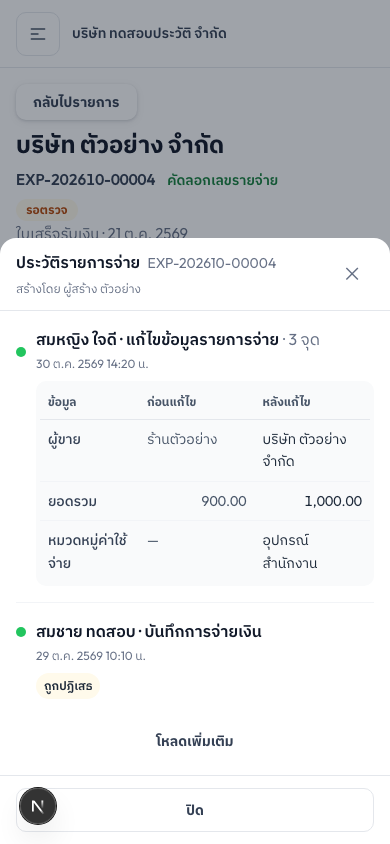 บริษัท ทดสอบประวัติ จำกัด
กลับไปรายการ
บริษัท ตัวอย่าง จำกัด
EXP-202610-00004 คัดลอกเลขรายจ่าย
รอตรวจ
ใบเสร็จรับเงิน · 21 ต.ค. 2569
ประวัติรายการจ่าย EXP-202610-00004
สร้างโดย ผู้สร้าง ตัวอย่าง
สมหญิง ใจดี · แก้ไขข้อมูลรายการจ่าย · 3 จุด
30 ต.ค. 2569 14:20 น.
ข้อมูล ก่อนแก้ไข หลังแก้ไข
ผู้ขาย ร้านตัวอย่าง บริษัท ตัวอย่าง
จำกัด
ยอดรวม 900.00 1,000.00
หมวดหมู่ค่าใช้ — อุปกรณ์
จ่าย สำนักงาน
สมชาย ทดสอบ · บันทึกการจ่ายเงิน
29 ต.ค. 2569 10:10 น.
ถูกปฏิเสธ
โหลดเพิ่มเติม
N
ปิด